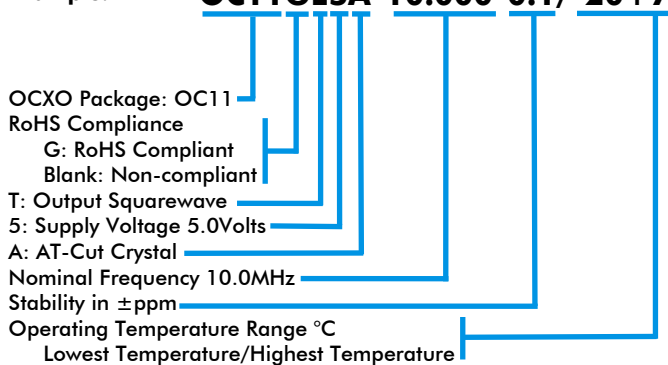 OCXO Package: OC11
RoHS Compliance
G: RoHS Compliant
Blank: Non-compliant
T: Output Squarewave
5: Supply Voltage 5.0Volts
A: AT-Cut Crystal
Nominal Frequency 10.0MHz
Stability in ±ppm
Operating Temperature Range °C
Lowest Temperature/Highest Temperature